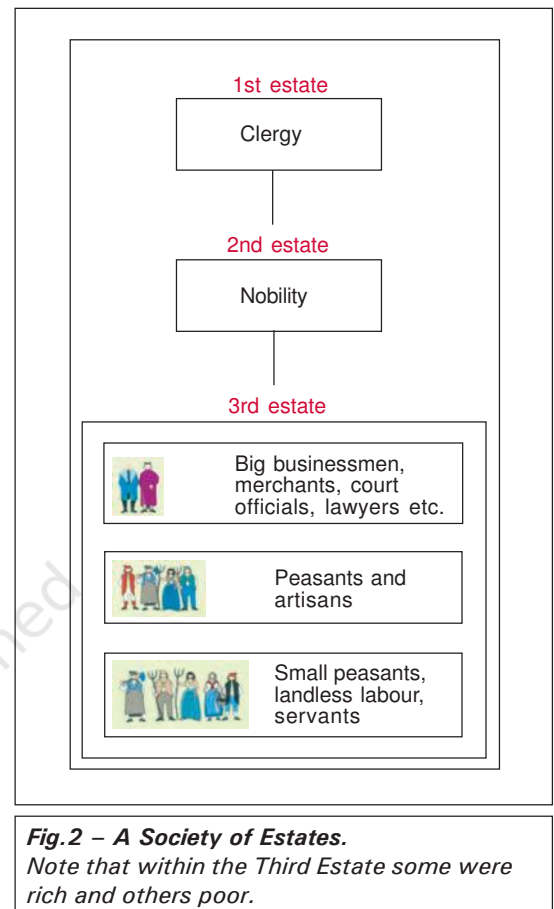 1st estate
Clergy
2nd estate
Nobility
3rd estate
Big businessmen,
merchants, court
officials, lawyers etc.
Peasants and
artisans
Small peasants,
landless labour,
servants
Fig.2 – A Society of Estates.
Note that within the Third Estate some were
rich and others poor.